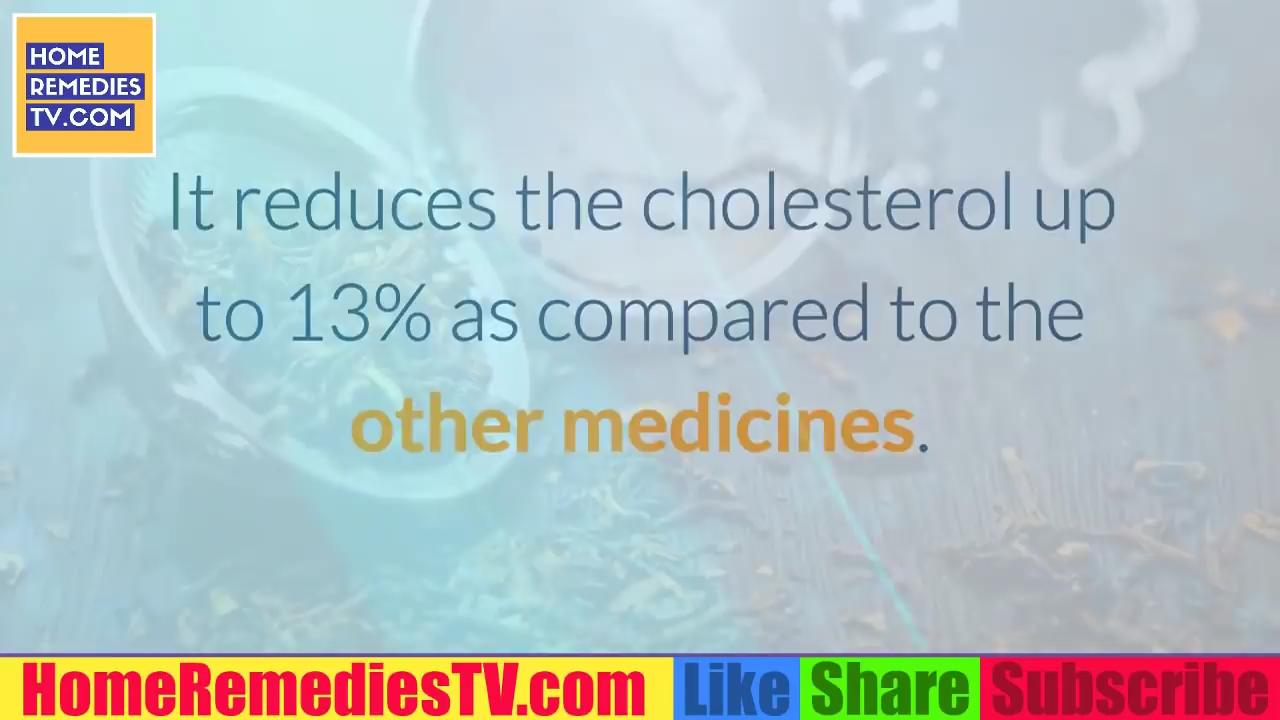 HOME
REMEDIES
TV.COM
It reduces the cholesterol up
to 13% as compared to the
other medicines.
HomeRemediesTV.com Like Share Subscribe